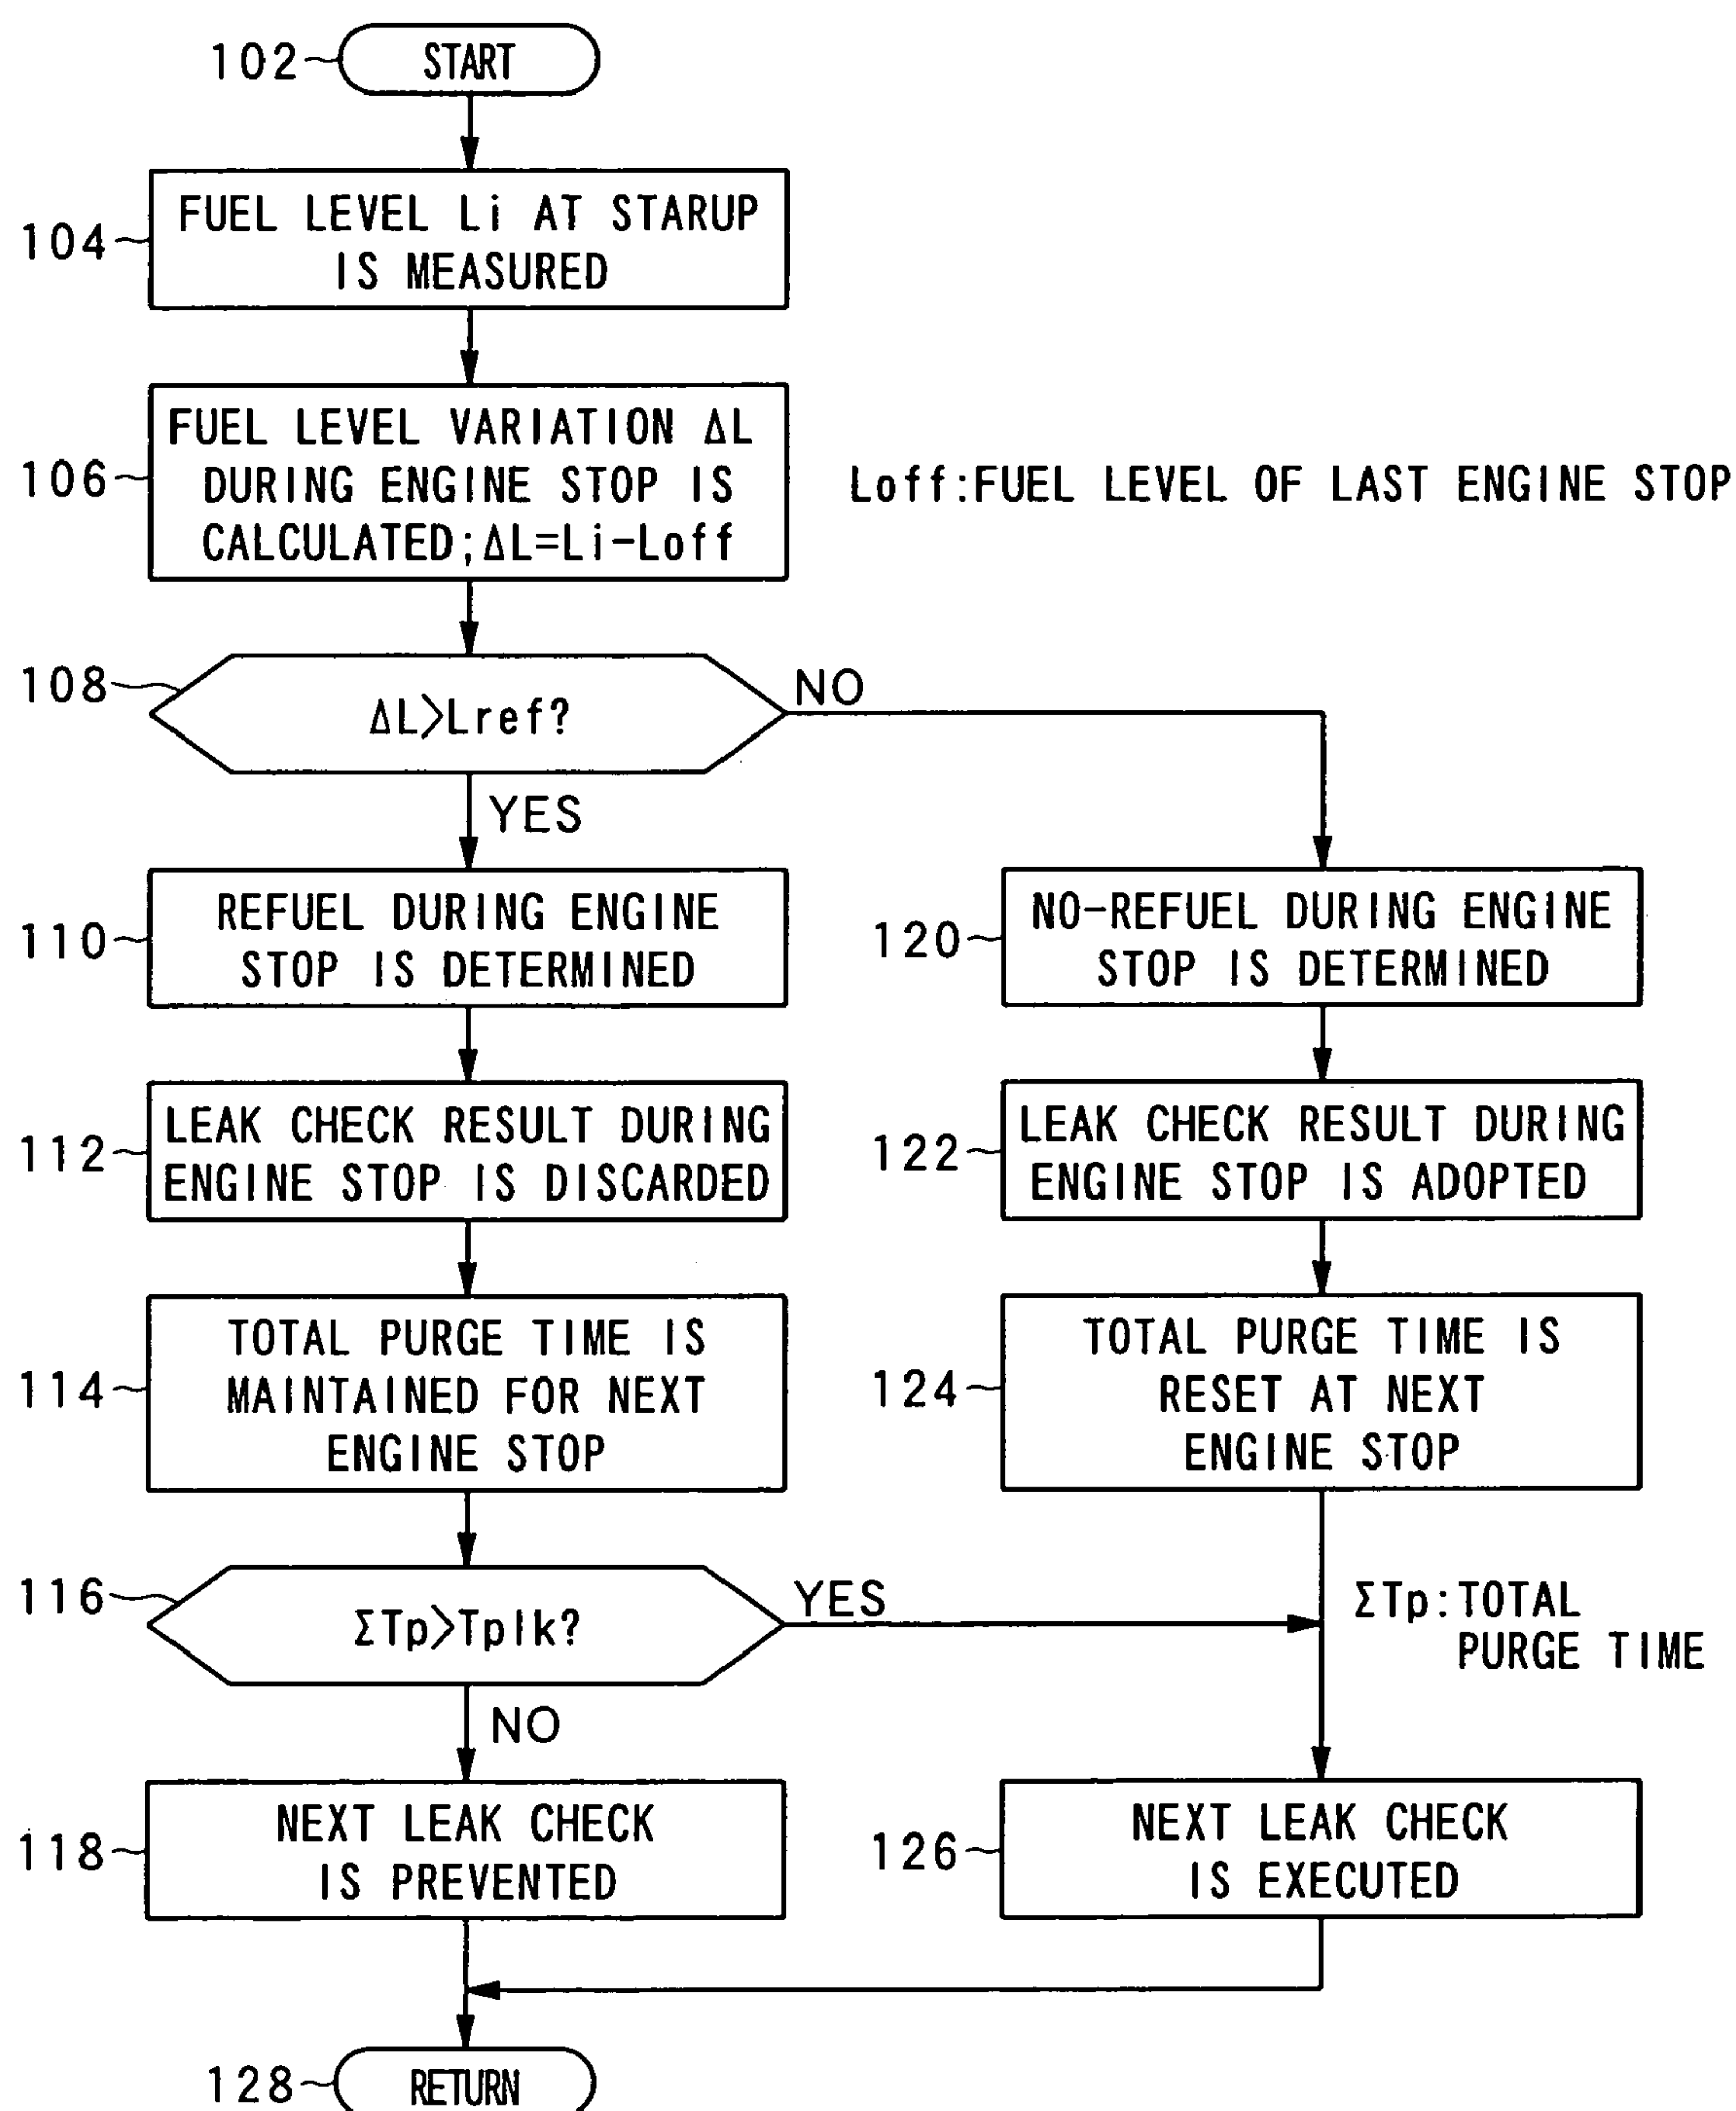 102
START
104
FUEL LEVEL Li AT STARUP
IS MEASURED
106
FUEL LEVEL VARIATION ΔL
DURING ENGINE STOP IS
CALCULATED;ΔL=Li-Loff
Loff:FUEL LEVEL OF LAST ENGINE STOP
108
ΔL>Lref?
NO
YES
110
REFUEL DURING ENGINE
STOP IS DETERMINED
120
NO-REFUEL DURING ENGINE
STOP IS DETERMINED
112
LEAK CHECK RESULT DURING
ENGINE STOP IS DISCARDED
122
LEAK CHECK RESULT DURING
ENGINE STOP IS ADOPTED
114
TOTAL PURGE TIME IS
MAINTAINED FOR NEXT
ENGINE STOP
124
TOTAL PURGE TIME IS
RESET AT NEXT
ENGINE STOP
116
ΣTp>Tplk?
YES
ΣTp:TOTAL
PURGE TIME
NO
118
NEXT LEAK CHECK
IS PREVENTED
126
NEXT LEAK CHECK
IS EXECUTED
128
RETURN